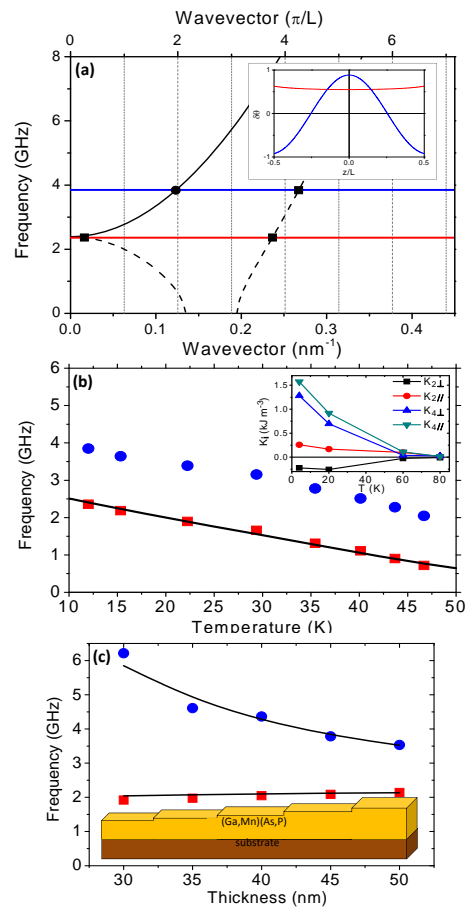 Wavevector (π/L)
0 2 4 6
(a)
8
6
4
2
0
Frequency (GHz)
1
0
-1
δθ
-0.5 0.0 0.5
z/L
0.0 0.1 0.2 0.3 0.4
Wavevector (nm⁻¹)
(b)
6
5
4
3
2
1
0
Frequency (GHz)
1.5
1.0
0.5
0.0
Kᵢ (kJ m⁻³)
K2⊥
K2//
K4⊥
K4//
0 20 40 60 80
T (K)
10 15 20 25 30 35 40 45 50
Temperature (K)
(c)
6
5
4
3
2
1
0
Frequency (GHz)
(Ga,Mn)(As,P)
substrate
30 35 40 45 50
Thickness (nm)